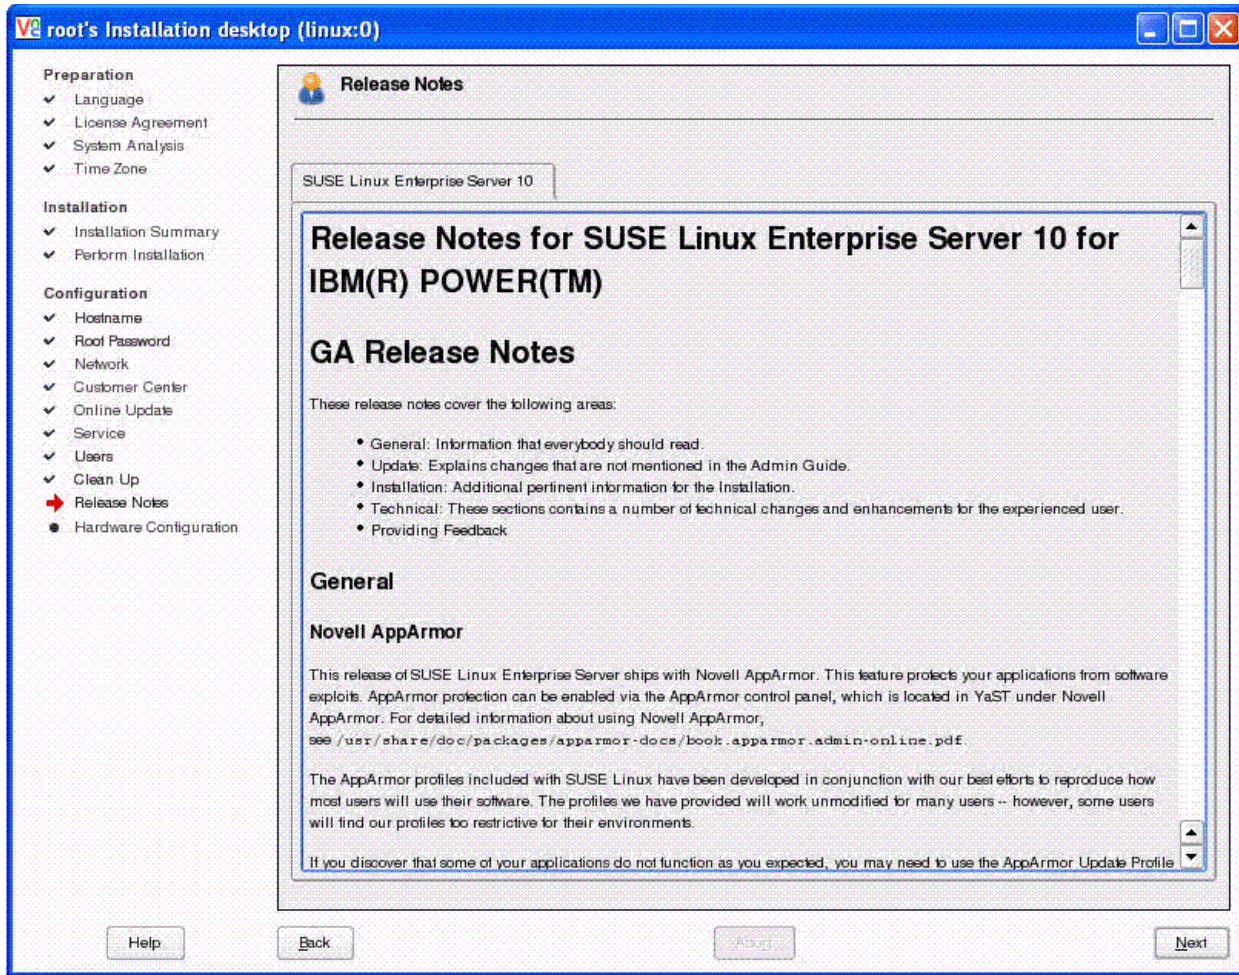 root's Installation desktop (linux:0)
Preparation
Language
License Agreement
System Analysis
Time Zone
Installation
Installation Summary
Perform Installation
Configuration
Hostname
Root Password
Network
Customer Center
Online Update
Service
Users
Clean Up
Release Notes
Hardware Configuration
Release Notes
SUSE Linux Enterprise Server 10
Release Notes for SUSE Linux Enterprise Server 10 for
IBM(R) POWER(TM)
GA Release Notes
These release notes cover the following areas:
• General: Information that everybody should read.
• Update: Explains changes that are not mentioned in the Admin Guide.
• Installation: Additional pertinent information for the Installation.
• Technical: These sections contains a number of technical changes and enhancements for the experienced user.
• Providing Feedback
General
Novell AppArmor
This release of SUSE Linux Enterprise Server ships with Novell AppArmor. This feature protects your applications from software
exploits. AppArmor protection can be enabled via the AppArmor control panel, which is located in YaST under Novell
AppArmor. For detailed information about using Novell AppArmor,
see /usr/share/doc/packages/apparmor-docs/book.apparmor.admin-online.pdf.
The AppArmor profiles included with SUSE Linux have been developed in conjunction with our best efforts to reproduce how
most users will use their software. The profiles we have provided will work unmodified for many users -- however, some users
will find our profiles too restrictive for their environments.
If you discover that some of your applications do not function as you expected, you may need to use the AppArmor Update Profile
Help
Back
Abort
Next